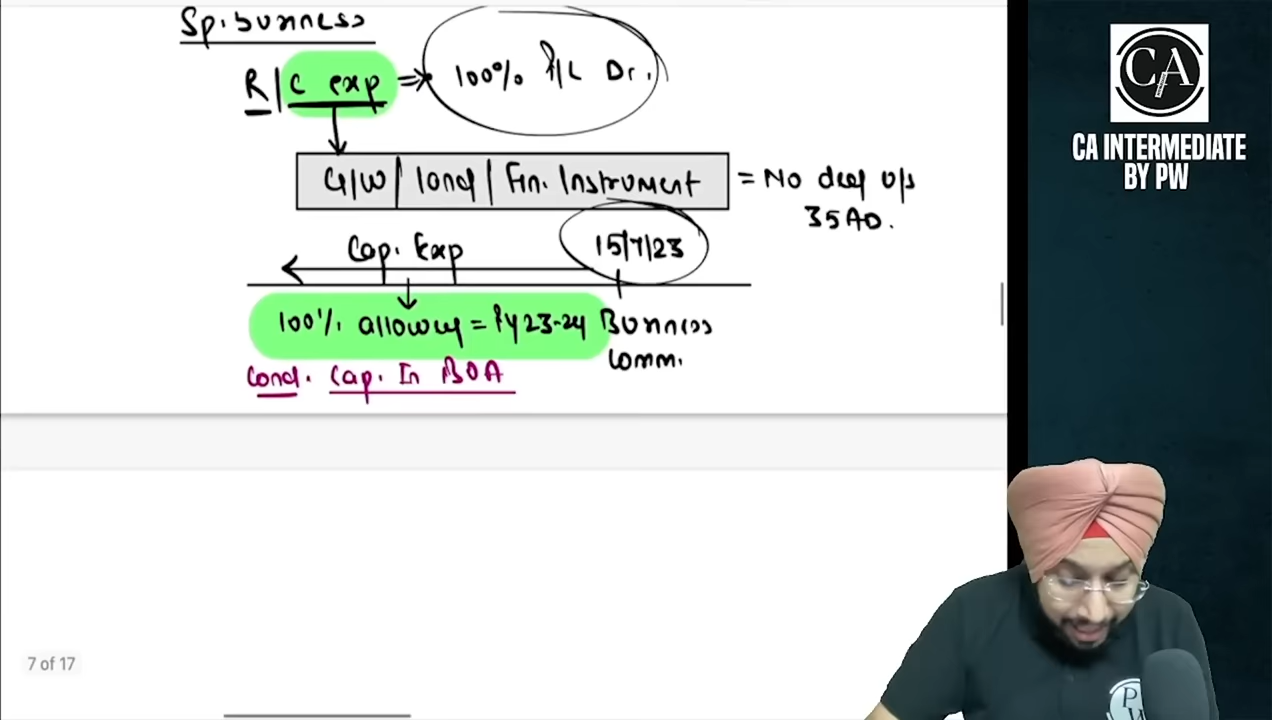 Sp. business
R/C exp ⇒ 100% P/L Dr.
G/W | land | Fin. Instrument = No ded u/s
35AD.
Cap. Exp 15/7/23
100% allowed = Py 23-24 Business
Comm.
Cond. Cap. In BOA
7 of 17
CA
CA INTERMEDIATE
BY PW
PW